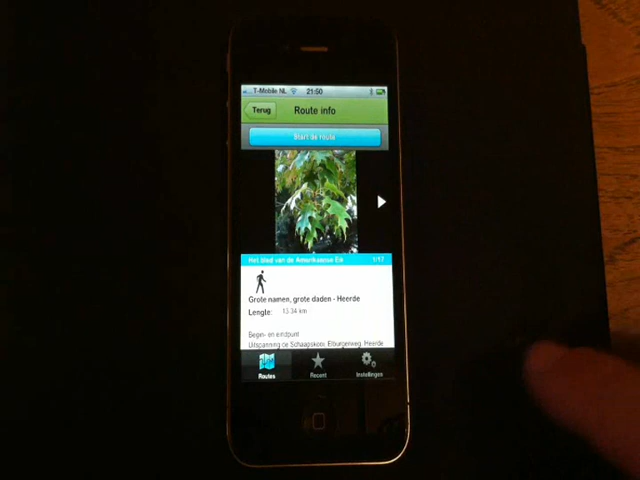 T-Mobile NL 21:50
Terug Route info
Start de route
Het blad van de Amerikaanse Eik 1/17
Grote namen, grote daden - Heerde
Lengte: 13.34 km
Begin- en eindpunt
Uitspanning de Schaapskooi, Elburgerweg, Heerde
Routes Recent Instellingen